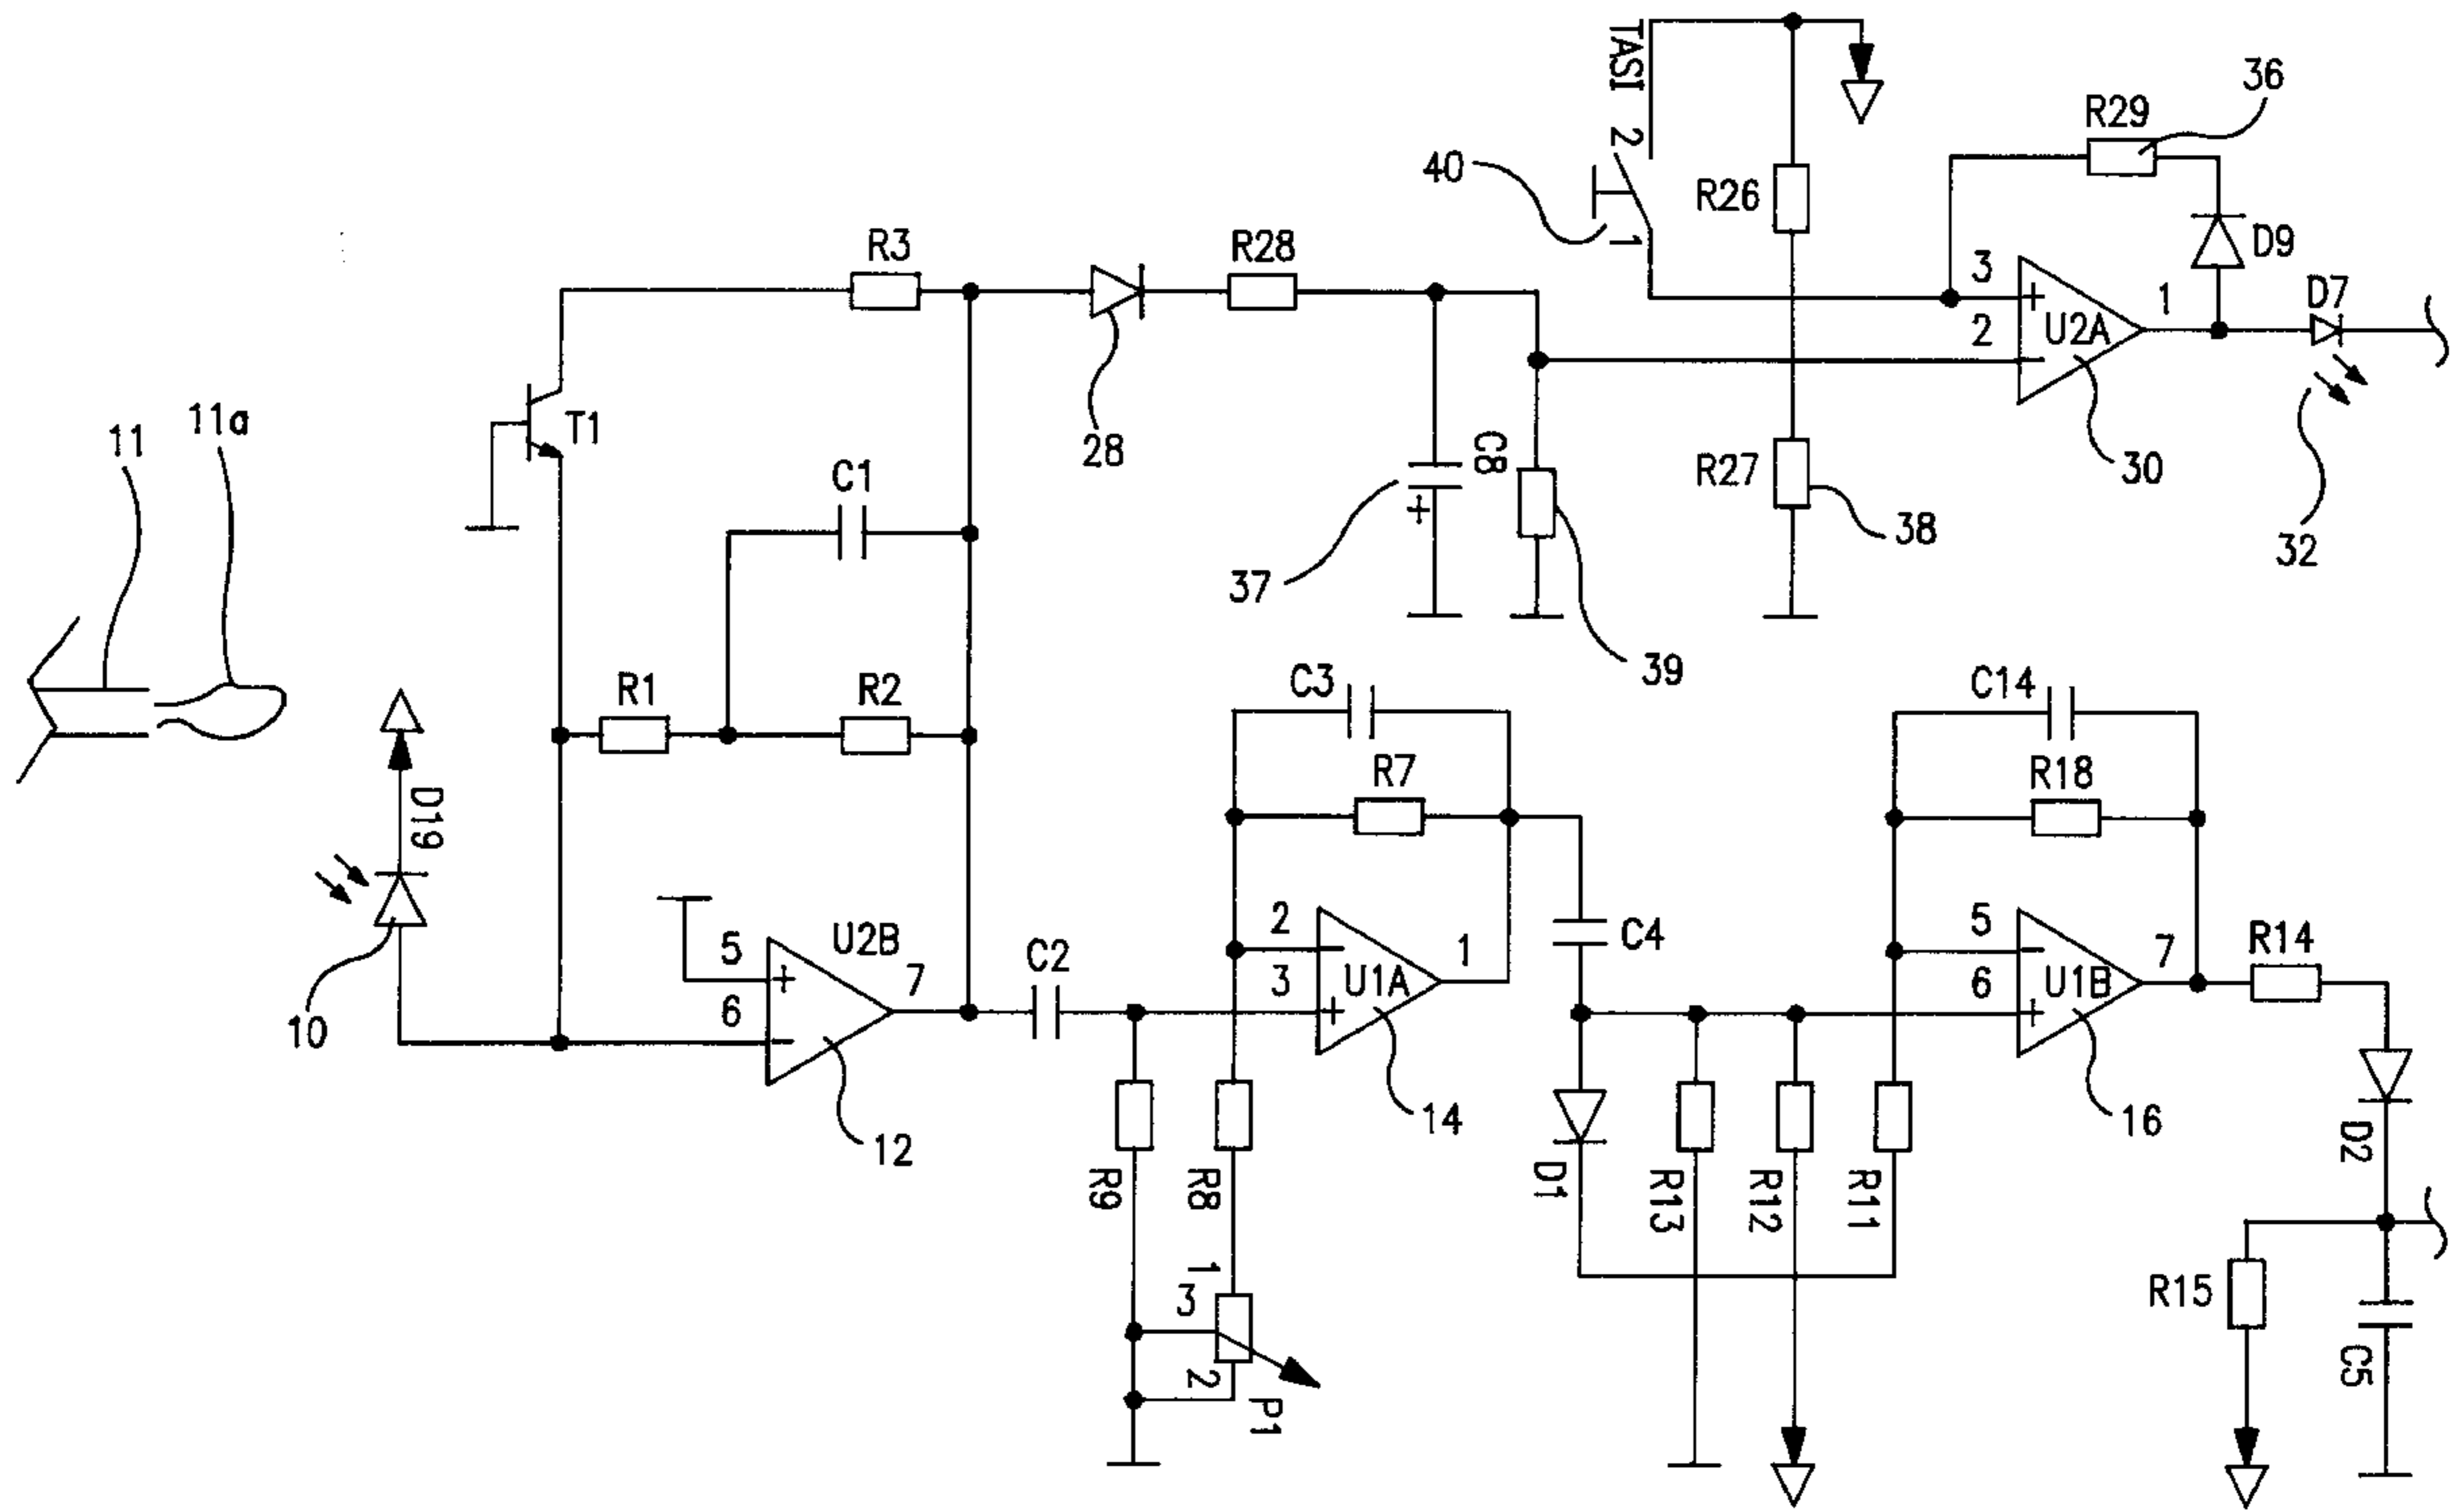 TASI
2
36
R29
40
R26
1
R3
R28
3
+
D9
2
U2A
1
D7
−
11
11a
T1
28
C8
R27
30
C1
+
37
38
32
39
R1
R2
C3
C14
R7
R18
D19
5
U2B
+
6
7
−
C2
2
−
3
U1A
1
+
C4
5
−
6
U1B
7
+
R14
10
12
14
16
D2
R9
R8
D1
R13
R12
R11
1
3
2
P1
R15
C5